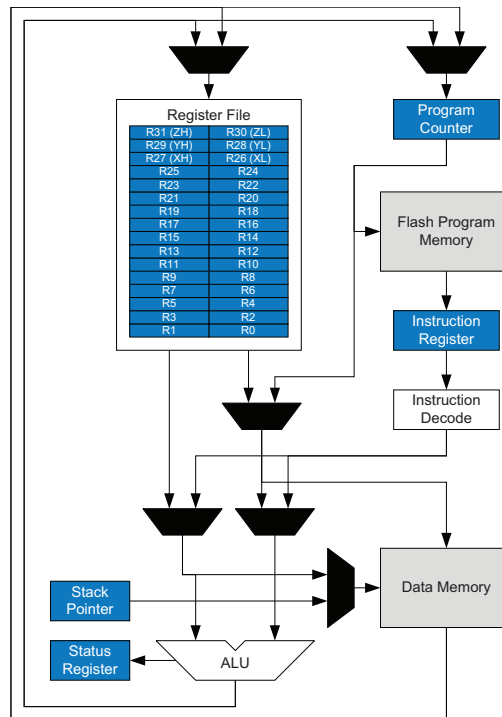 Register File
R31 (ZH) R30 (ZL)
R29 (YH) R28 (YL)
R27 (XH) R26 (XL)
R25 R24
R23 R22
R21 R20
R19 R18
R17 R16
R15 R14
R13 R12
R11 R10
R9 R8
R7 R6
R5 R4
R3 R2
R1 R0
Program
Counter
Flash Program
Memory
Instruction
Register
Instruction
Decode
Data Memory
Stack
Pointer
Status
Register
ALU